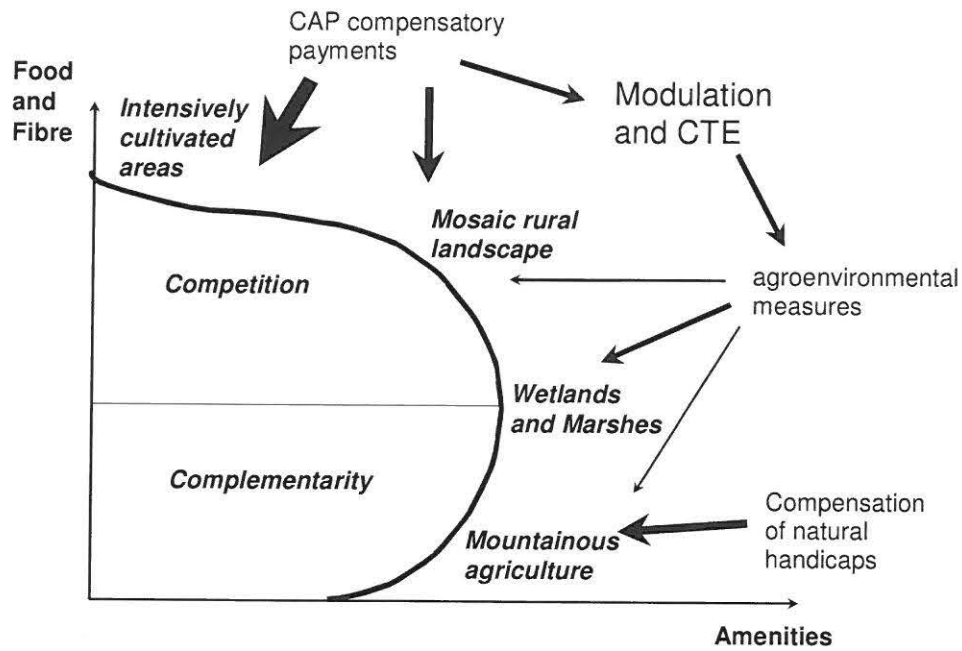 CAP compensatory
payments
Food
and
Fibre
Intensively
cultivated
areas
Modulation
and CTE
Mosaic rural
landscape
Competition
agroenvironmental
measures
Wetlands
and Marshes
Complementarity
Mountainous
agriculture
Compensation
of natural
handicaps
Amenities